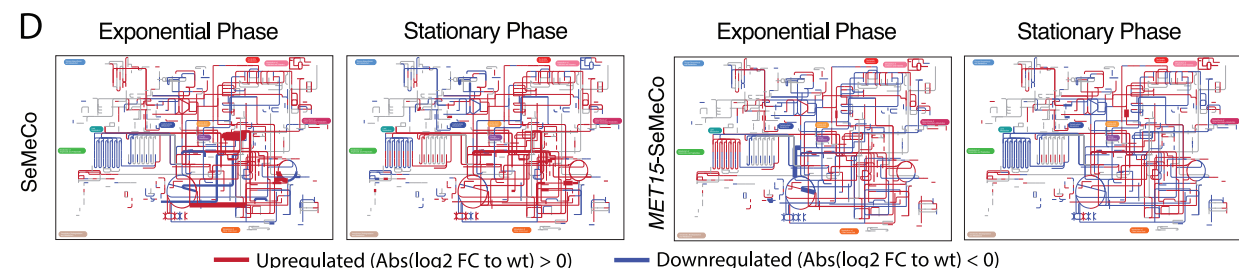 D
Exponential Phase
Stationary Phase
Exponential Phase
Stationary Phase
SeMeCo
MET15-SeMeCo
Upregulated (Abs(log2 FC to wt) > 0)
Downregulated (Abs(log2 FC to wt) < 0)